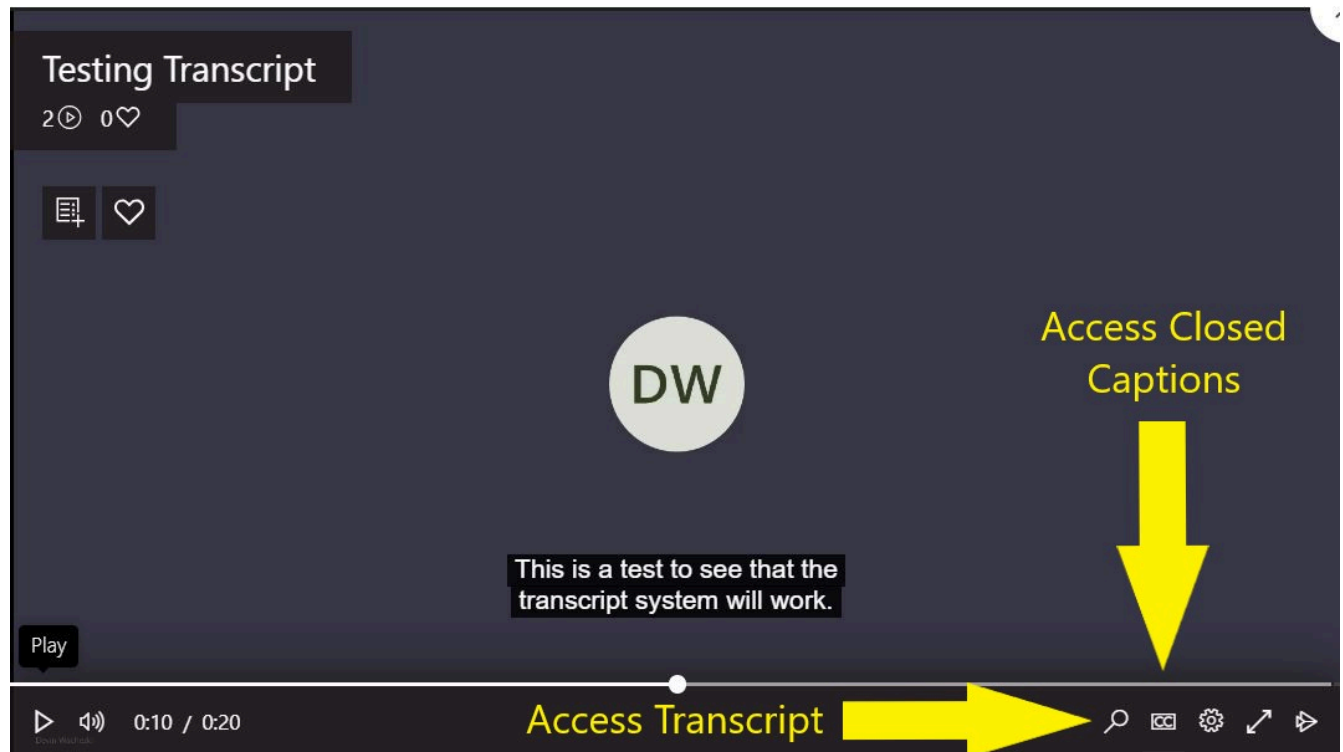 Testing Transcript
2 0
DW
Access Closed
Captions
This is a test to see that the
transcript system will work.
Play
0:10 / 0:20
Access Transcript
CC